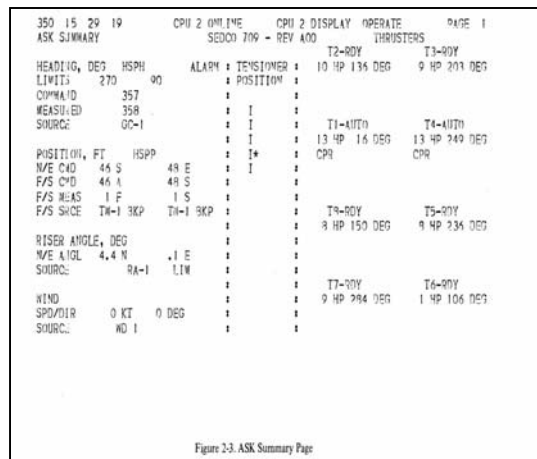 350 15 29 19 CPU 2 ONLINE CPU 2 DISPLAY OPERATE PAGE 1
ASK SUMMARY SEDCO 709 - REV A00 THRUSTERS
T2-RDY T3-RDY
HEADING, DEG HSPH ALARM : TENSIONER : 10 HP 136 DEG 9 HP 203 DEG
LIMITS 270 90 : POSITION :
COMMAND 357 : :
MEASURED 358 : I :
SOURCE GC-1 : I : T1-AUTO T4-AUTO
: I : 13 HP 16 DEG 13 HP 249 DEG
POSITION, FT HSPP : I* : CPR CPR
N/E CMD 46 S 48 E : I :
F/S CMD 46 A 48 S : :
F/S MEAS 1 F 1 S : :
F/S SRCE TW-1 BKP TW-1 BKP : : T8-RDY T5-RDY
: : 8 HP 150 DEG 9 HP 236 DEG
RISER ANGLE, DEG : :
N/E ANGL 4.4 N .1 E : :
SOURCE RA-1 LIM : :
: : T7-RDY T6-RDY
WIND : : 9 HP 284 DEG 1 HP 106 DEG
SPD/DIR 0 KT 0 DEG : :
SOURCE WD 1 : :
Figure 2-3. ASK Summary Page